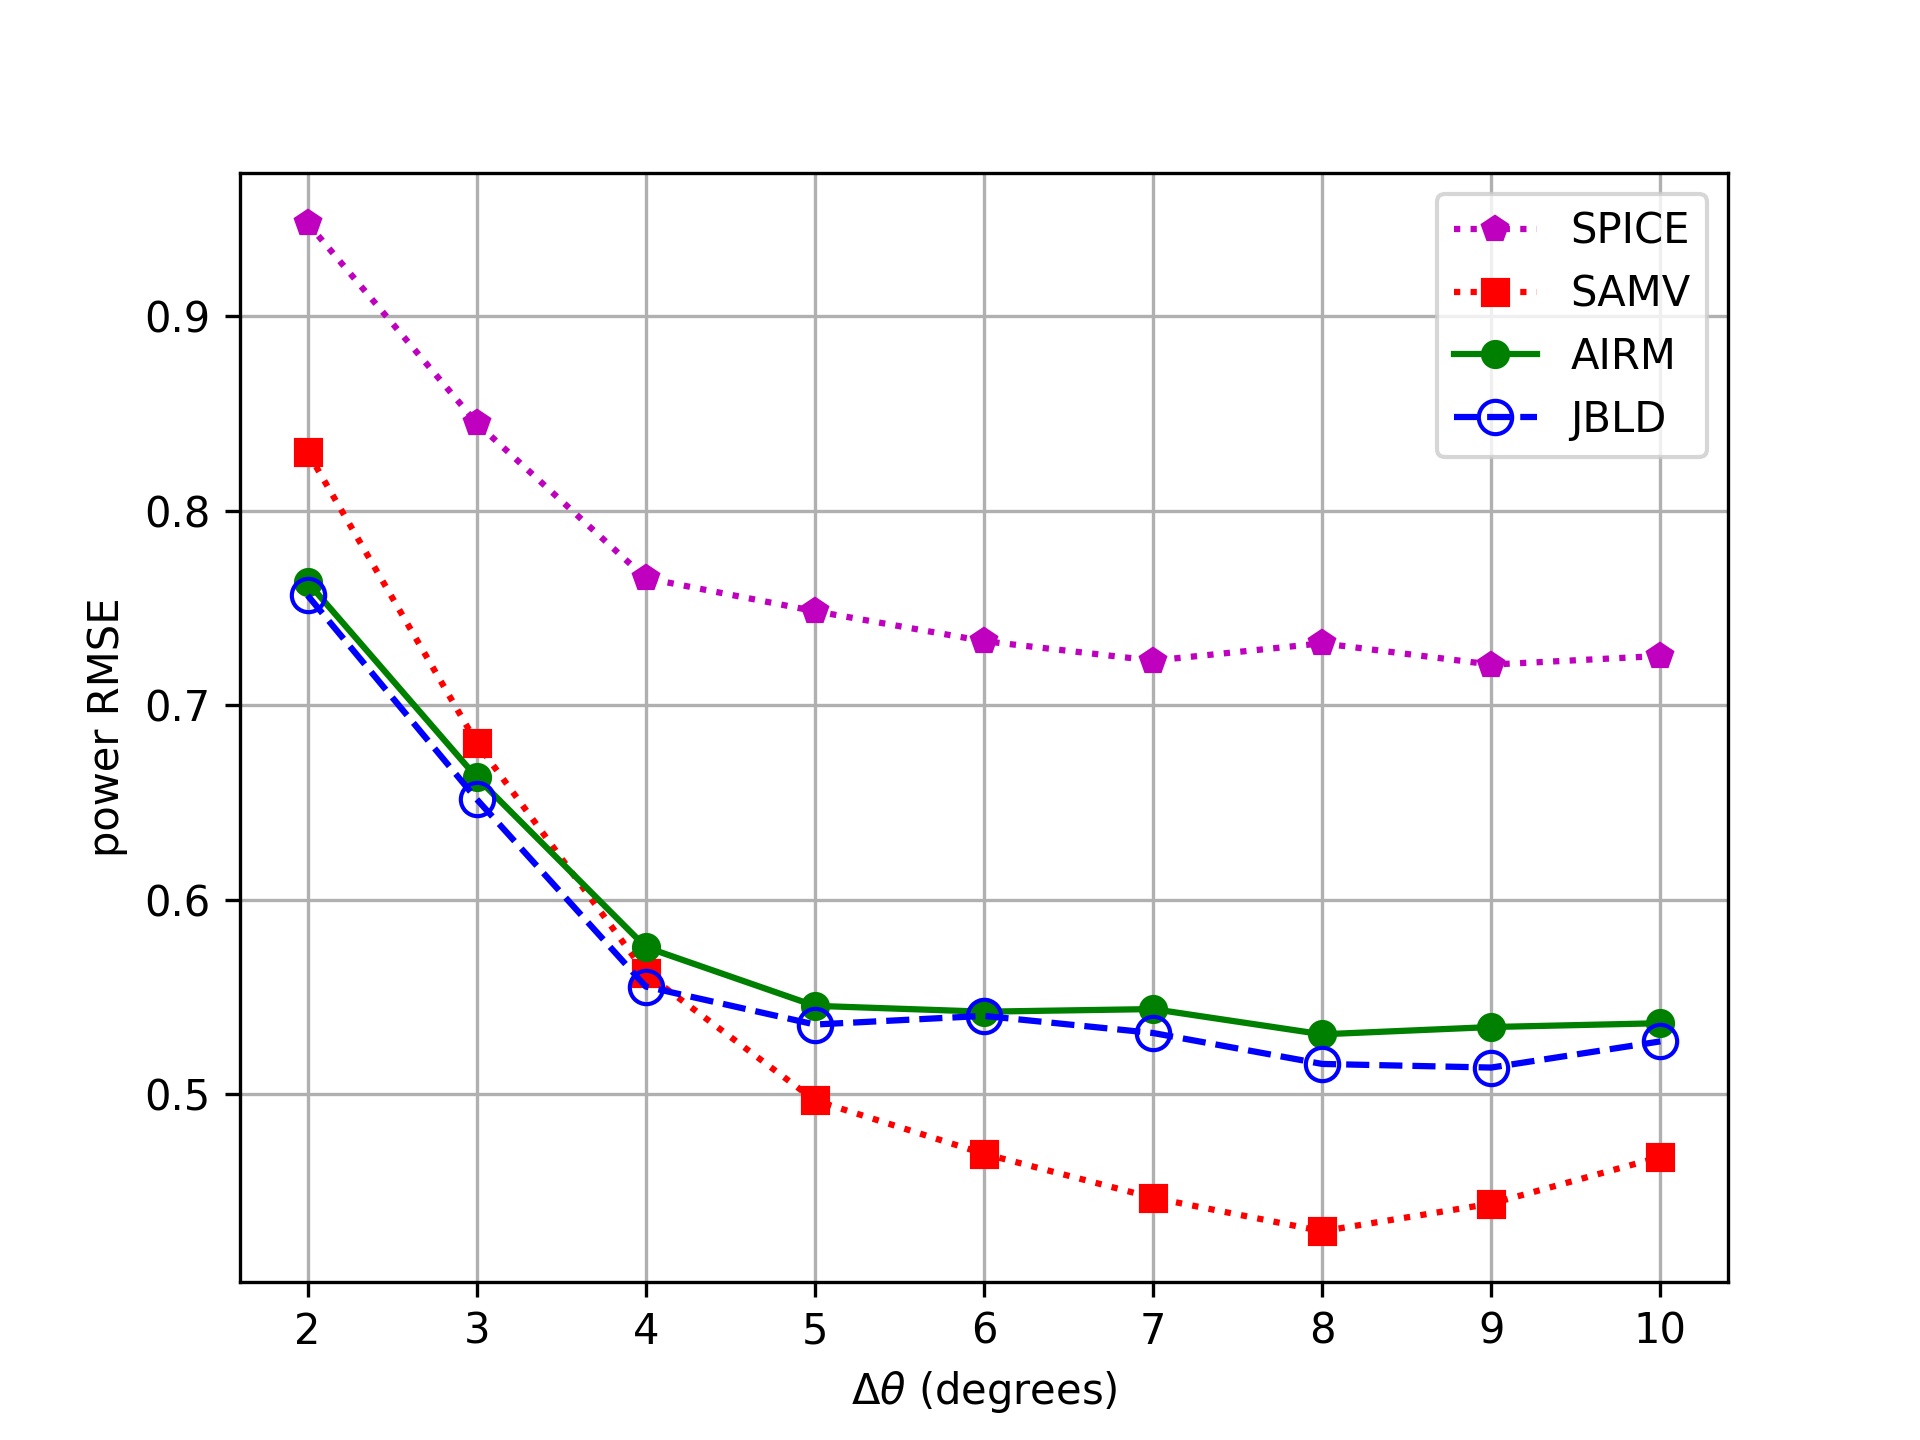 SPICE
SAMV
AIRM
JBLD
power RMSE
0.9
0.8
0.7
0.6
0.5
2 3 4 5 6 7 8 9 10
Δθ (degrees)